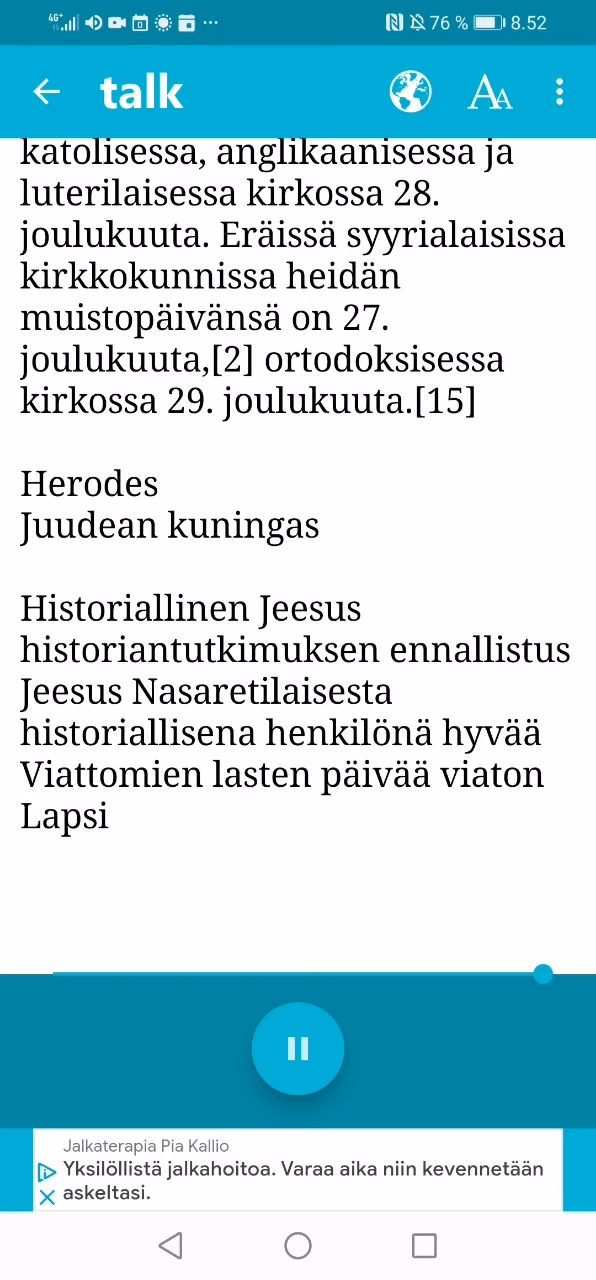 4G+ 76 % 8.52
talk
katolisessa, anglikaanisessa ja
luterilaisessa kirkossa 28.
joulukuuta. Eräissä syyrialaisissa
kirkkokunnissa heidän
muistopäivänsä on 27.
joulukuuta,[2] ortodoksisessa
kirkossa 29. joulukuuta.[15]
Herodes
Juudean kuningas
Historiallinen Jeesus
historiantutkimuksen ennallistus
Jeesus Nasaretilaisesta
historiallisena henkilönä hyvää
Viattomien lasten päivää viaton
Lapsi
Jalkaterapia Pia Kallio
Yksilöllistä jalkahoitoa. Varaa aika niin kevennetään
askeltasi.